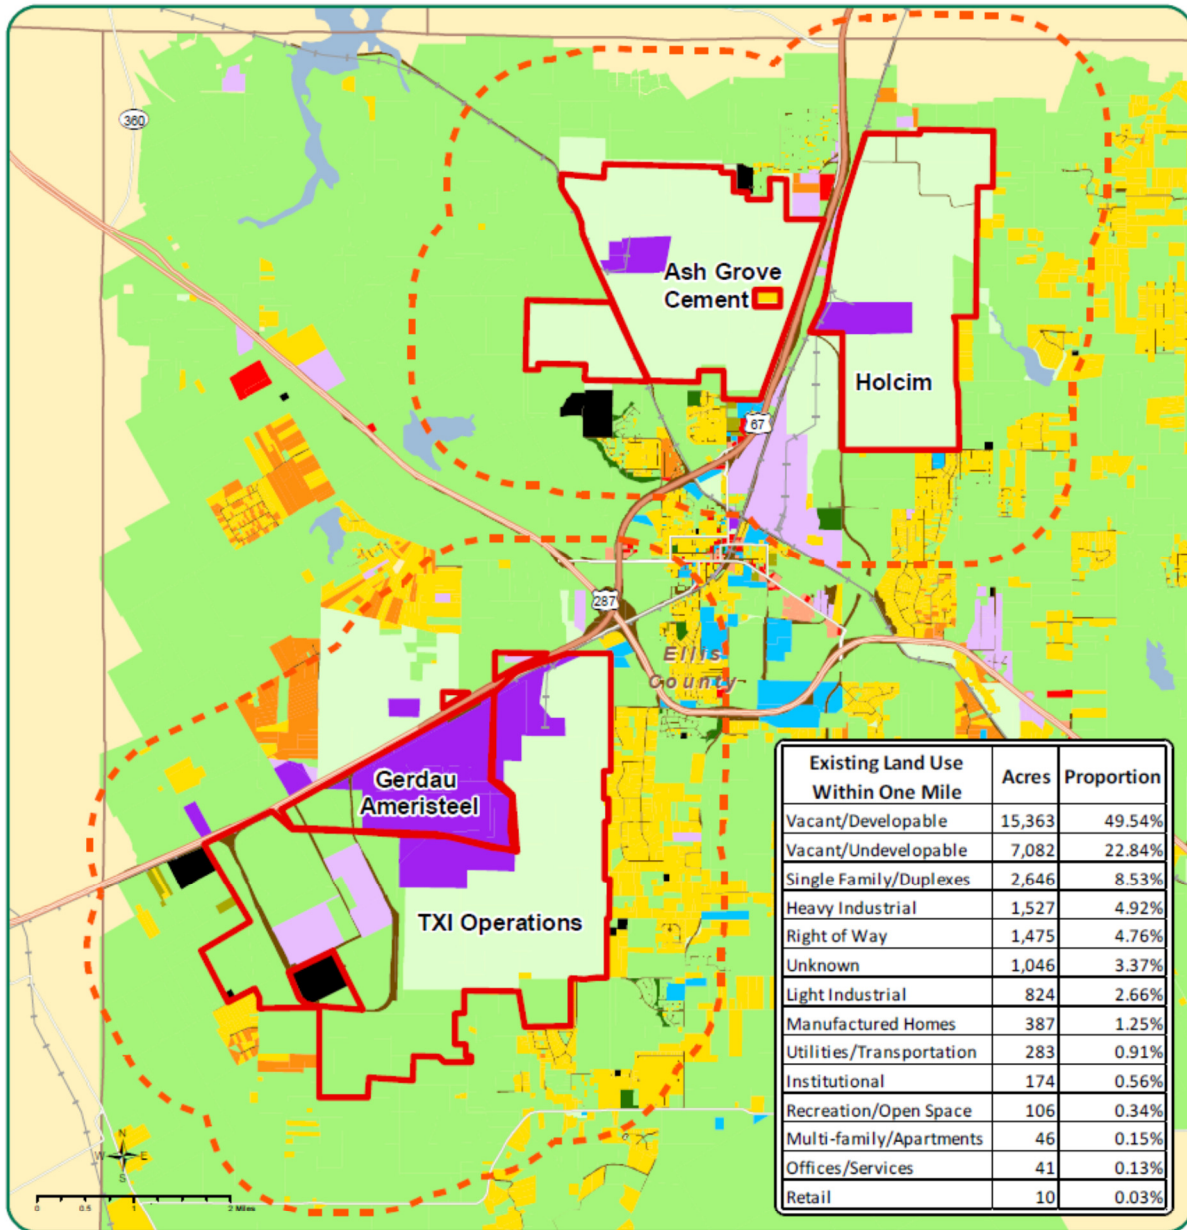 360
Ash Grove
Cement
Holcim
67
287
Ellis
County
Gerdau
Ameristeel
TXI Operations
Existing Land Use
Within One Mile
Acres
Proportion
Vacant/Developable 15,363 49.54%
Vacant/Undevelopable 7,082 22.84%
Single Family/Duplexes 2,646 8.53%
Heavy Industrial 1,527 4.92%
Right of Way 1,475 4.76%
Unknown 1,046 3.37%
Light Industrial 824 2.66%
Manufactured Homes 387 1.25%
Utilities/Transportation 283 0.91%
Institutional 174 0.56%
Recreation/Open Space 106 0.34%
Multi-family/Apartments 46 0.15%
Offices/Services 41 0.13%
Retail 10 0.03%
N
W E
S
0 0.5 1 2 Miles